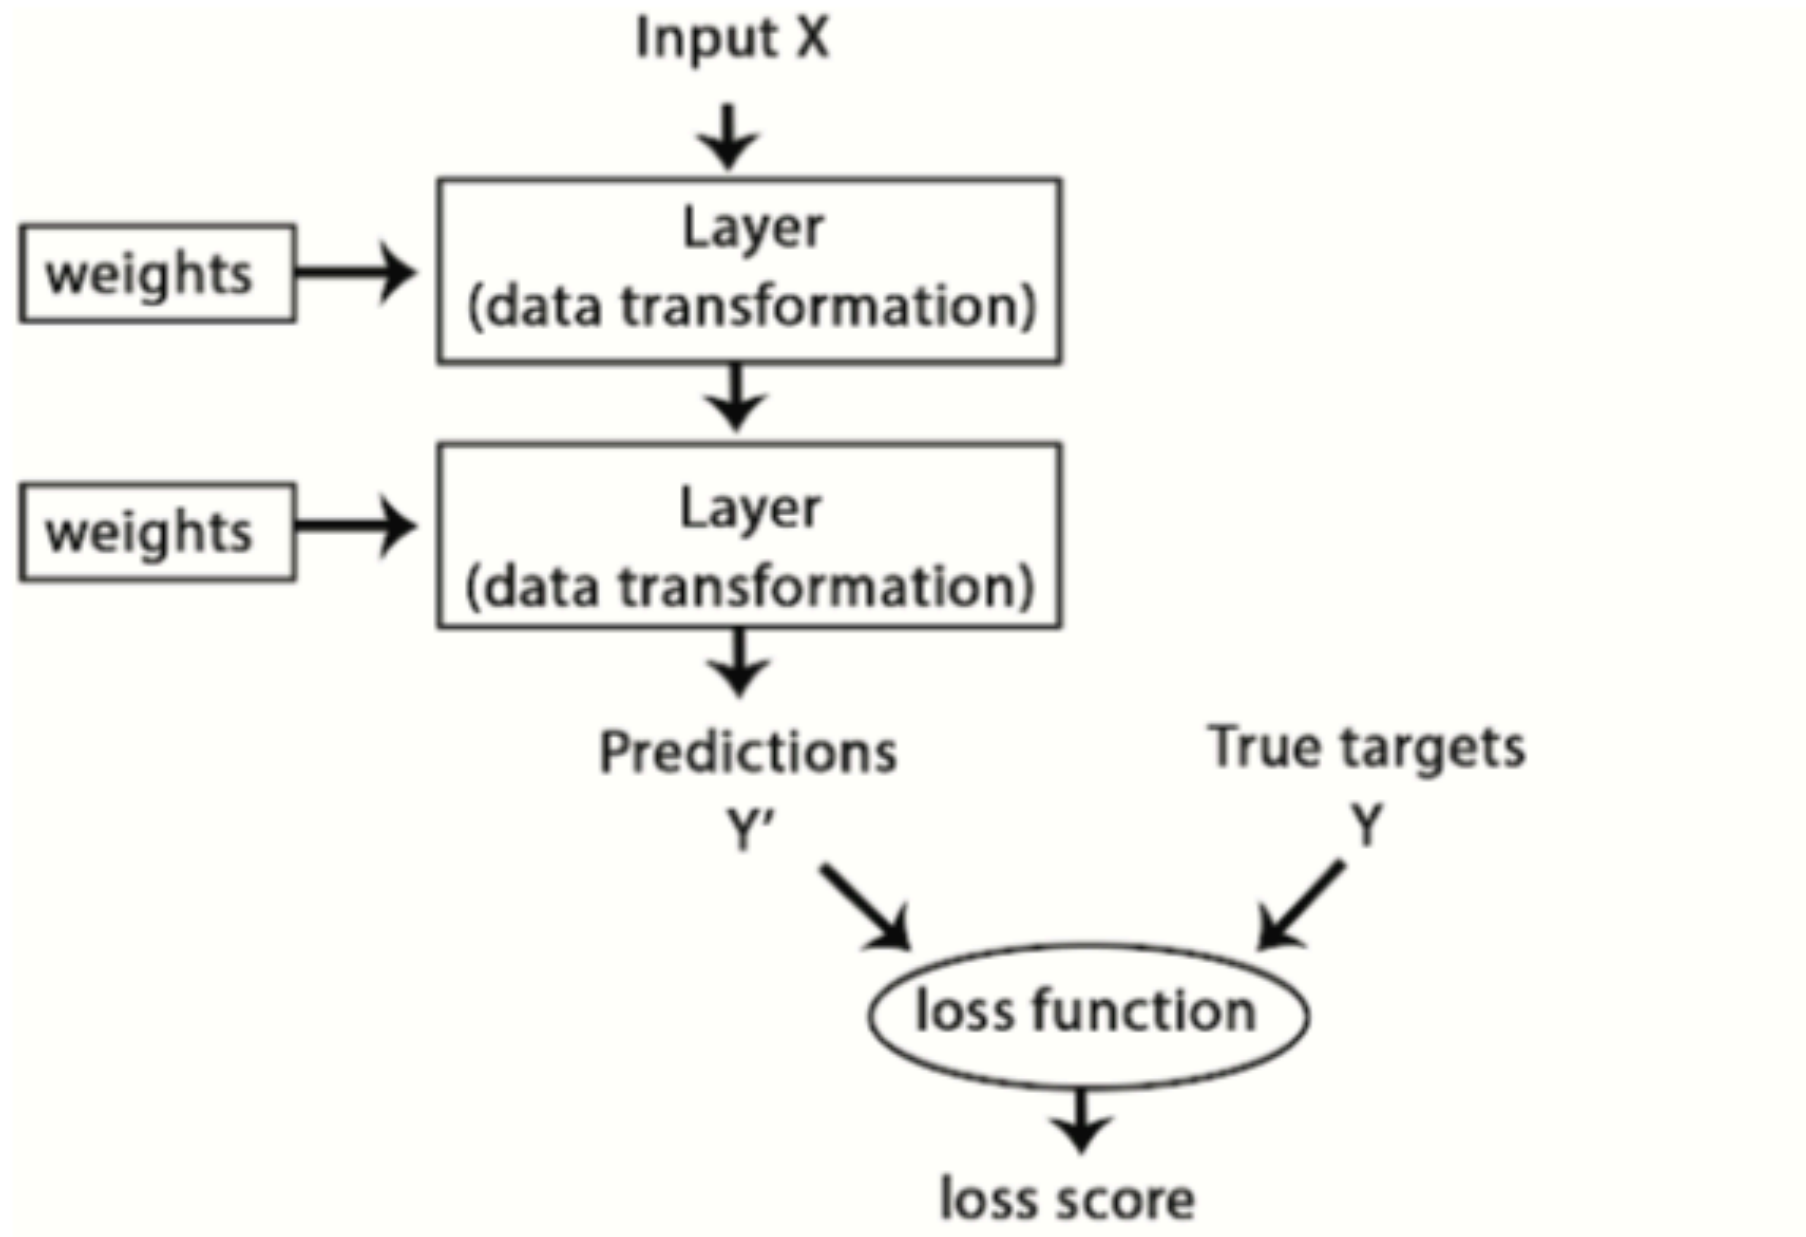 Input X
weights
Layer
(data transformation)
weights
Layer
(data transformation)
Predictions
Y'
True targets
Y
loss function
loss score